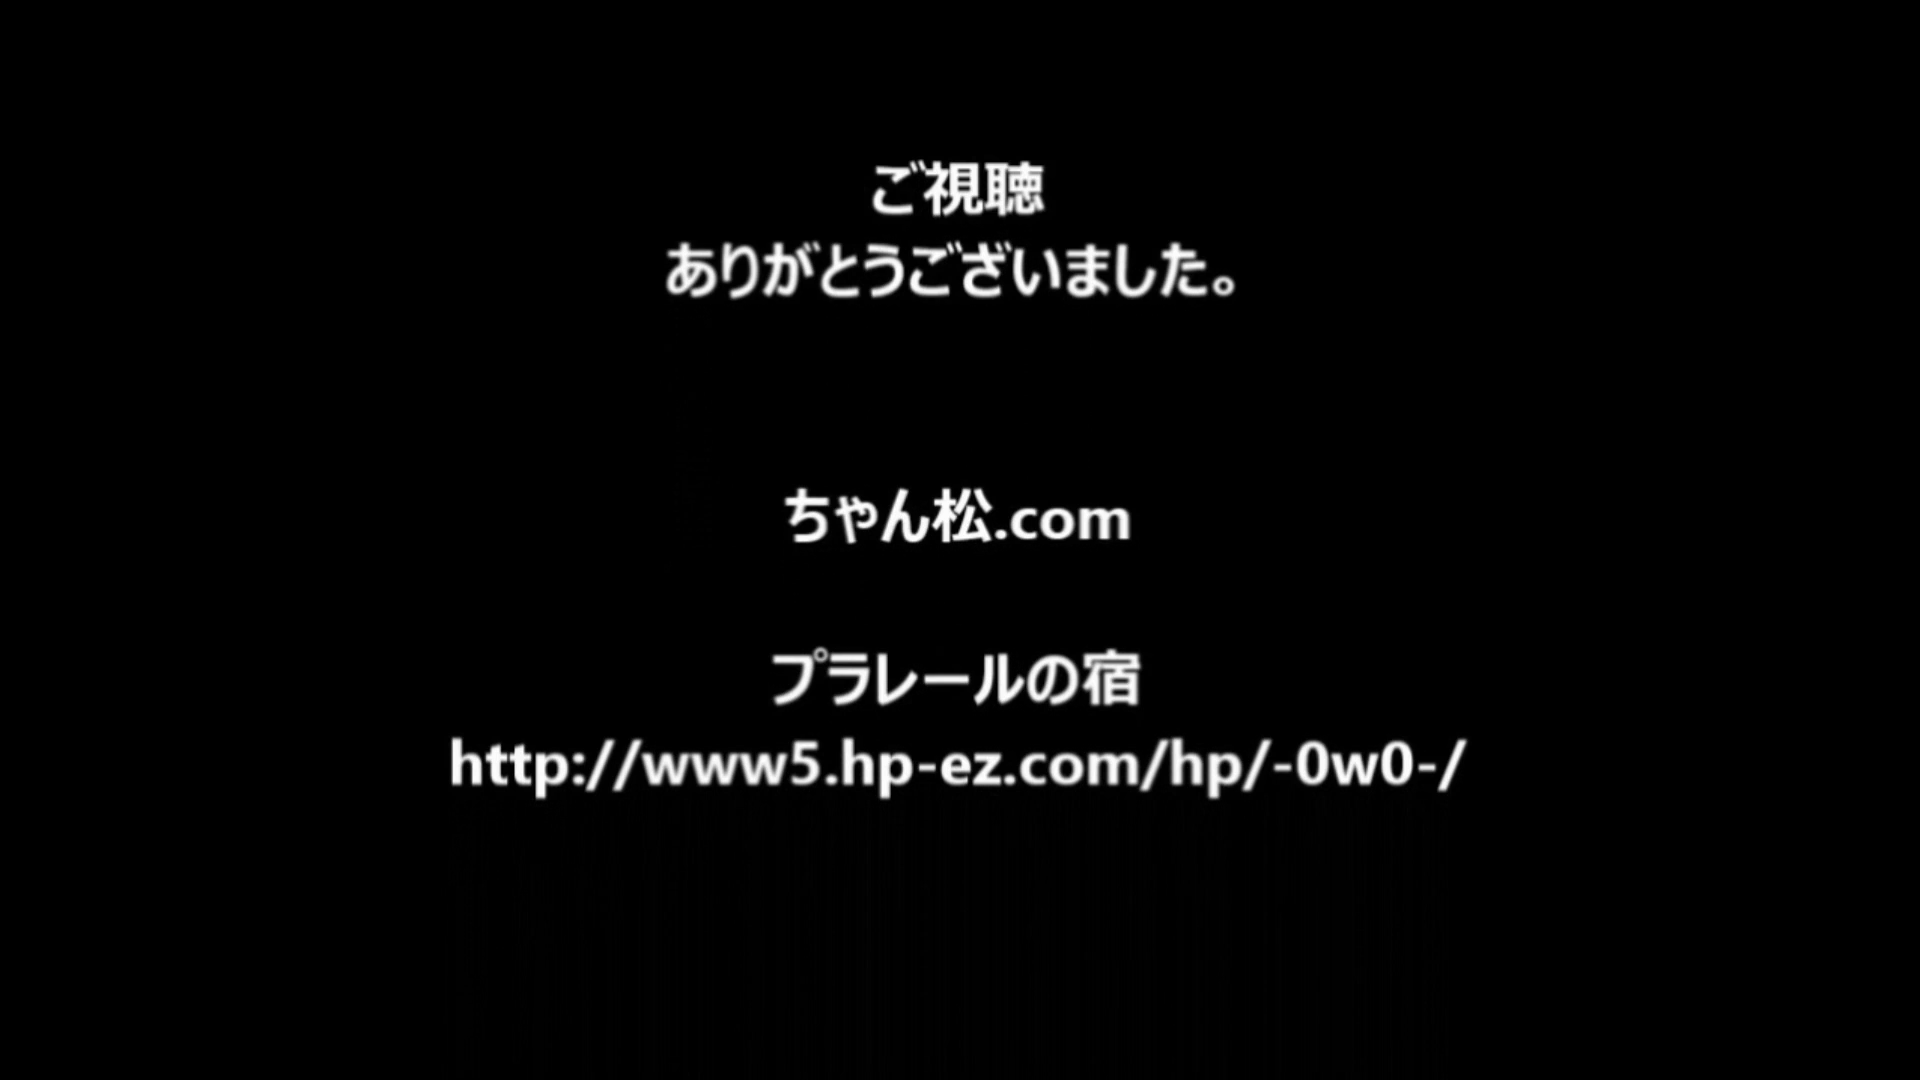 ご視聴
ありがとうございました。
ちゃん松.com
プラレールの宿
http://www5.hp-ez.com/hp/-0w0-/